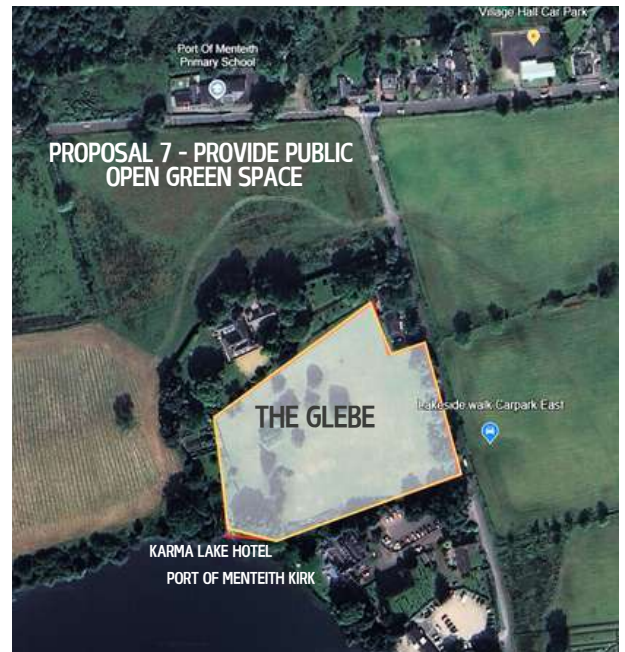 Village Hall Car Park
Port Of Menteith
Primary School
PROPOSAL 7 - PROVIDE PUBLIC
OPEN GREEN SPACE
THE GLEBE
Lakeside walk Carpark East
KARMA LAKE HOTEL
PORT OF MENTEITH KIRK